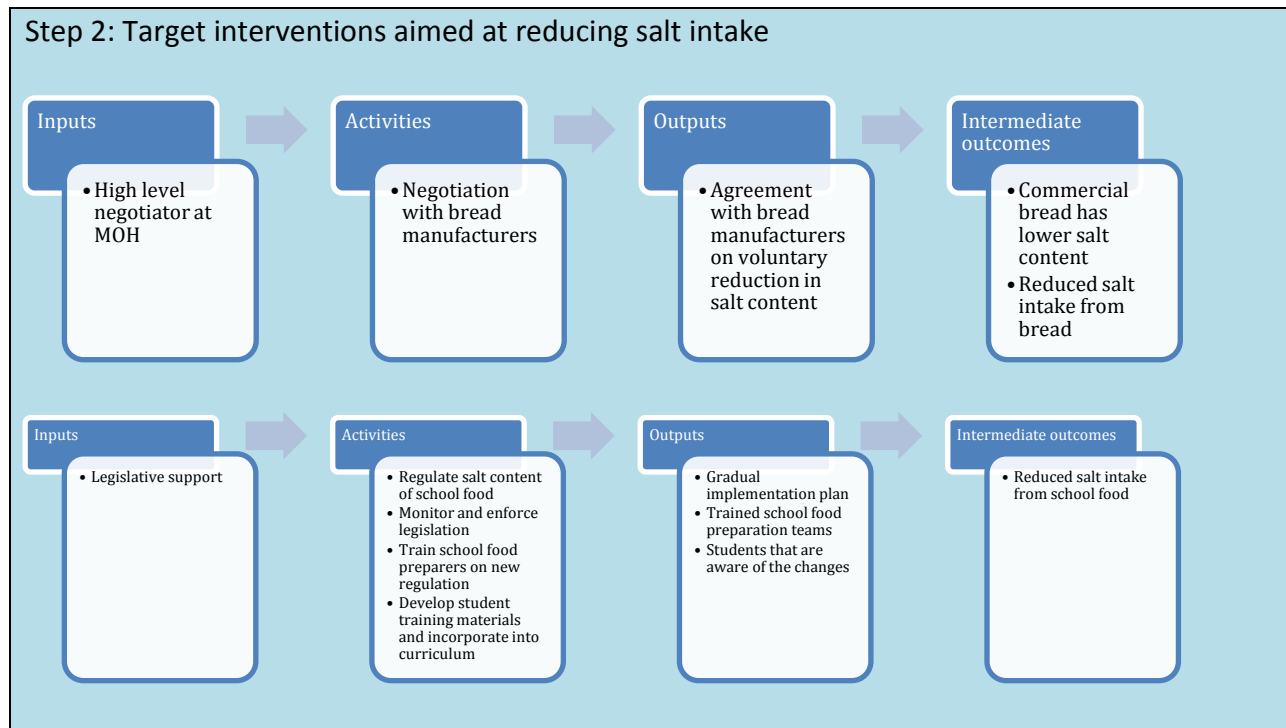 Step 2: Target interventions aimed at reducing salt intake
Inputs
• High level
negotiator at
MOH
Activities
• Negotiation
with bread
manufacturers
Outputs
• Agreement
with bread
manufacturers
on voluntary
reduction in
salt content
Intermediate
outcomes
• Commercial
bread has
lower salt
content
• Reduced salt
intake from
bread
Inputs
• Legislative support
Activities
• Regulate salt content
of school food
• Monitor and enforce
legislation
• Train school food
preparers on new
regulation
• Develop student
training materials
and incorporate into
curriculum
Outputs
• Gradual
implementation plan
• Trained school food
preparation teams
• Students that are
aware of the changes
Intermediate outcomes
• Reduced salt intake
from school food